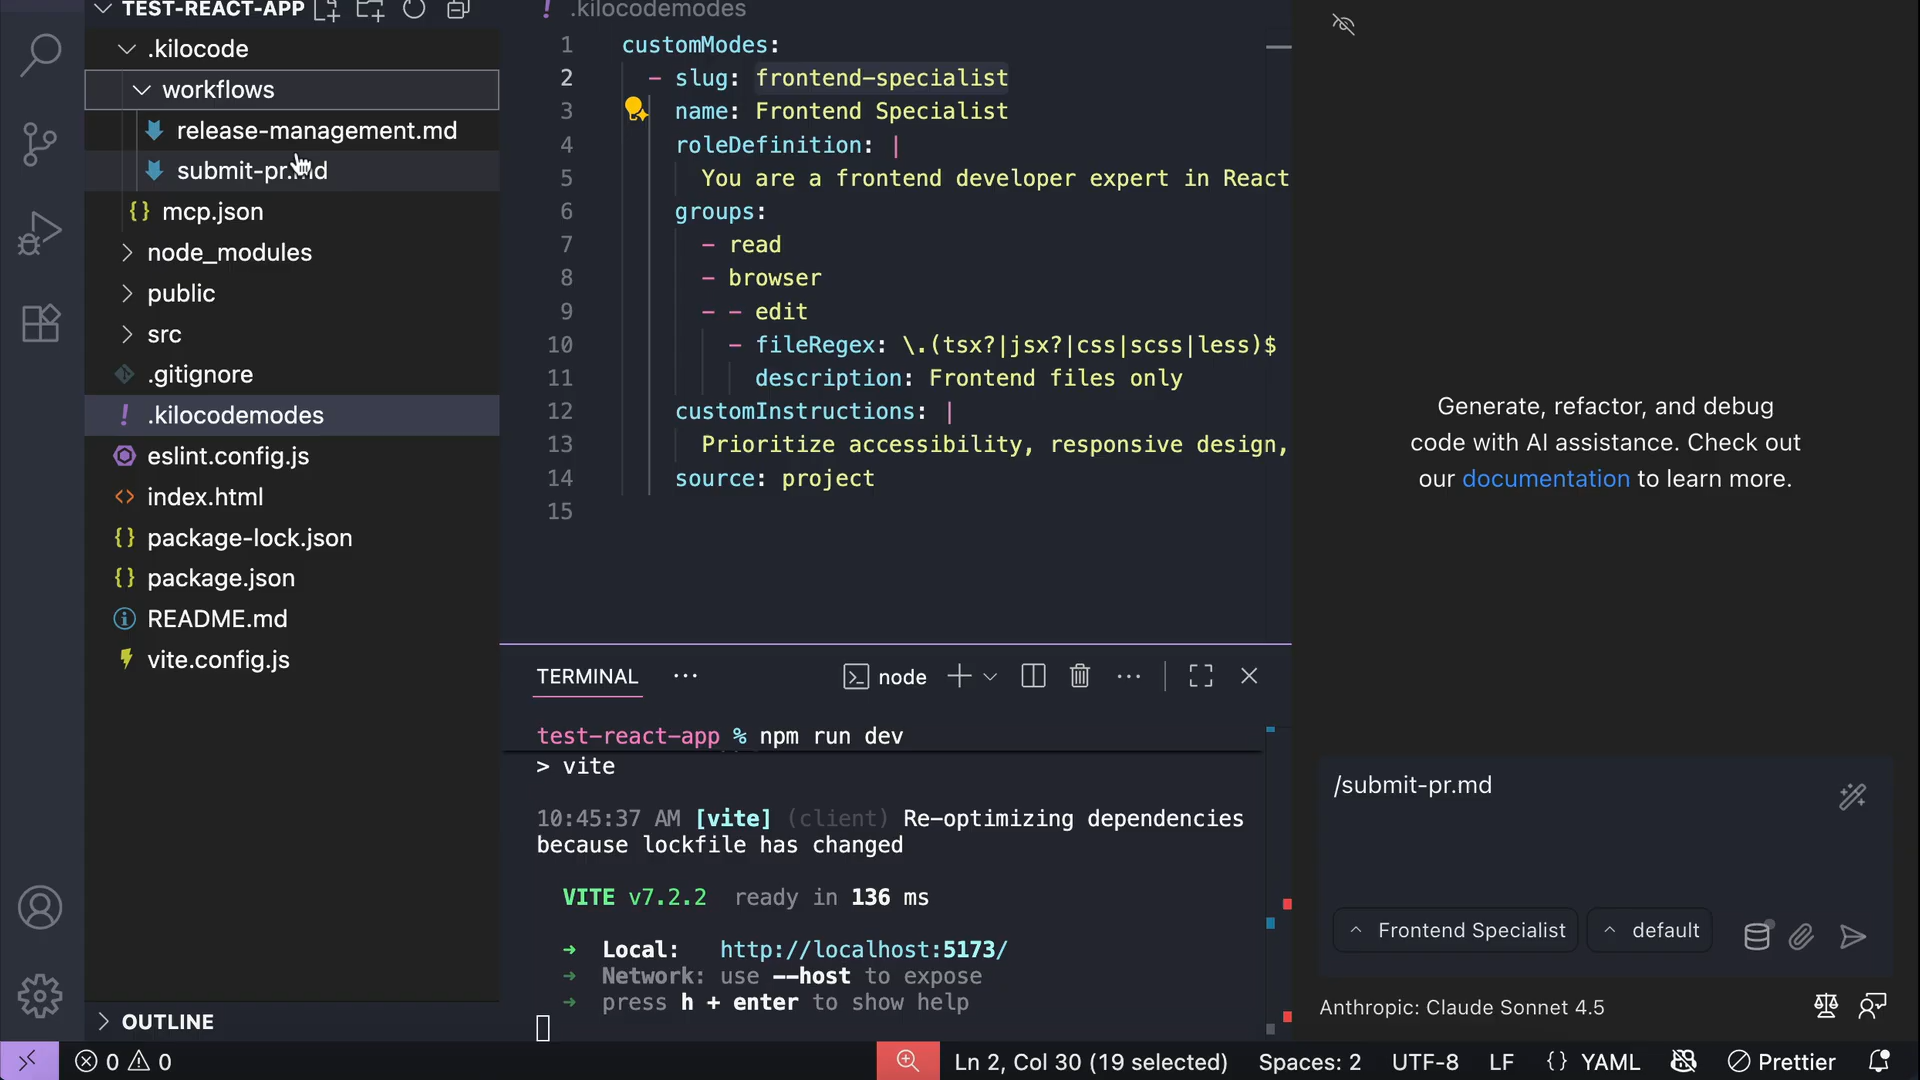 TEST-REACT-APP
.kilocode
workflows
release-management.md
submit-pr.md
mcp.json
node_modules
public
src
.gitignore
.kilocodemodes
eslint.config.js
index.html
package-lock.json
package.json
README.md
vite.config.js
OUTLINE
.kilocodemodes
1 customModes:
2 - slug: frontend-specialist
3 name: Frontend Specialist
4 roleDefinition: |
5 You are a frontend developer expert in React
6 groups:
7 - read
8 - browser
9 - - edit
10 - fileRegex: \.(tsx?|jsx?|css|scss|less)$
11 description: Frontend files only
12 customInstructions: |
13 Prioritize accessibility, responsive design,
14 source: project
15
TERMINAL
node
test-react-app % npm run dev
> vite
10:45:37 AM [vite] (client) Re-optimizing dependencies
because lockfile has changed
VITE v7.2.2 ready in 136 ms
➜ Local: http://localhost:5173/
➜ Network: use --host to expose
➜ press h + enter to show help
Generate, refactor, and debug
code with AI assistance. Check out
our documentation to learn more.
/submit-pr.md
Frontend Specialist
default
Anthropic: Claude Sonnet 4.5
0 0
Ln 2, Col 30 (19 selected) Spaces: 2 UTF-8 LF {} YAML Prettier